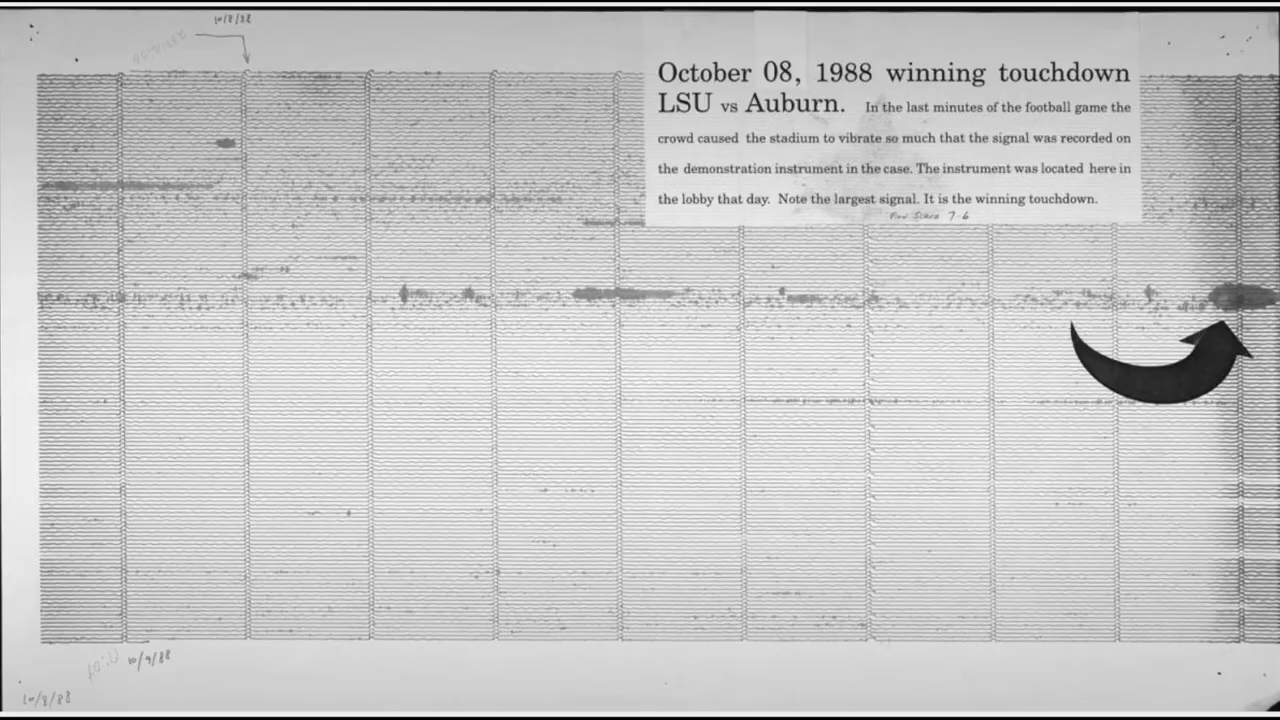 10/8/88
October 08, 1988 winning touchdown
LSU vs Auburn. In the last minutes of the football game the
crowd caused the stadium to vibrate so much that the signal was recorded on
the demonstration instrument in the case. The instrument was located here in
the lobby that day. Note the largest signal. It is the winning touchdown.
7-6
10/9/88
10/8/88